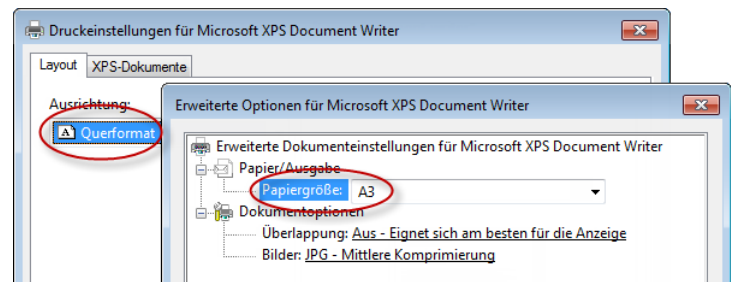 Druckeinstellungen für Microsoft XPS Document Writer
Layout XPS-Dokumente
Ausrichtung:
A Querformat
Erweiterte Optionen für Microsoft XPS Document Writer
Erweiterte Dokumenteinstellungen für Microsoft XPS Document Writer
Papier/Ausgabe
Papiergröße: A3
Dokumentoptionen
Überlappung: Aus - Eignet sich am besten für die Anzeige
Bilder: JPG - Mittlere Komprimierung